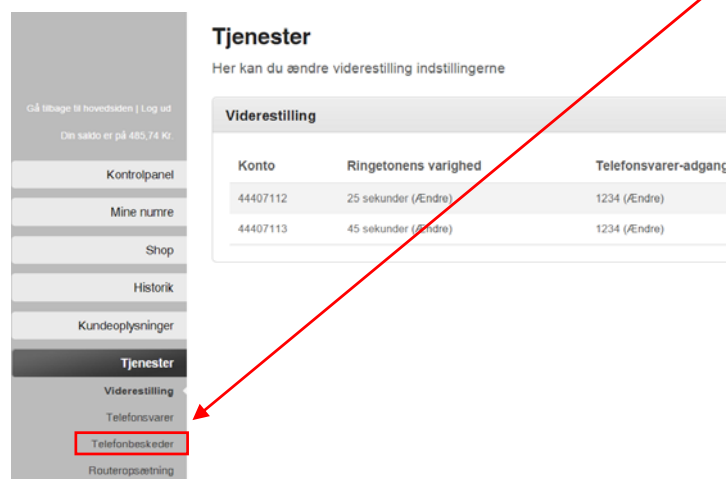 Tjenester
Her kan du ændre viderestilling indstillingerne
Gå tilbage til hovedsiden | Log ud
Din saldo er på 485,74 Kr.
Kontrolpanel
Mine numre
Shop
Historik
Kundeoplysninger
Tjenester
Viderestilling
Telefonsvarer
Telefonbeskeder
Routeropsætning
Viderestilling
Konto Ringetonens varighed Telefonsvarer-adgang
44407112 25 sekunder (Ændre) 1234 (Ændre)
44407113 45 sekunder (Ændre) 1234 (Ændre)